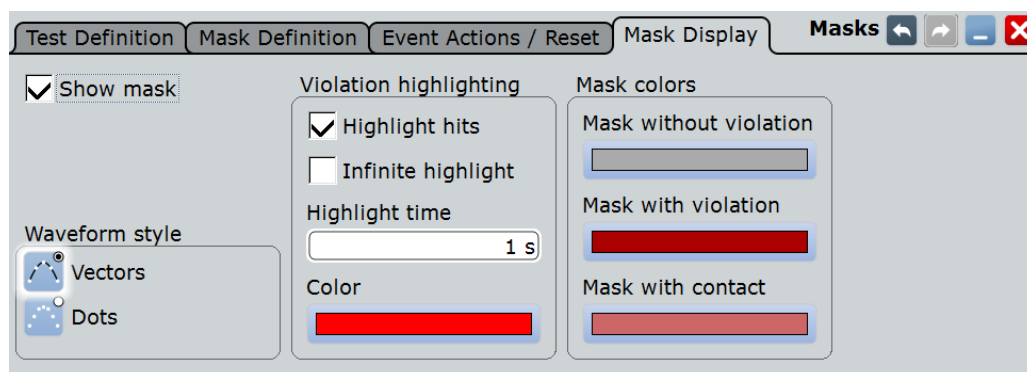 Test Definition Mask Definition Event Actions / Reset Mask Display Masks
Show mask
Violation highlighting
Highlight hits
Infinite highlight
Highlight time
1 s
Color
Mask colors
Mask without violation
Mask with violation
Mask with contact
Waveform style
Vectors
Dots